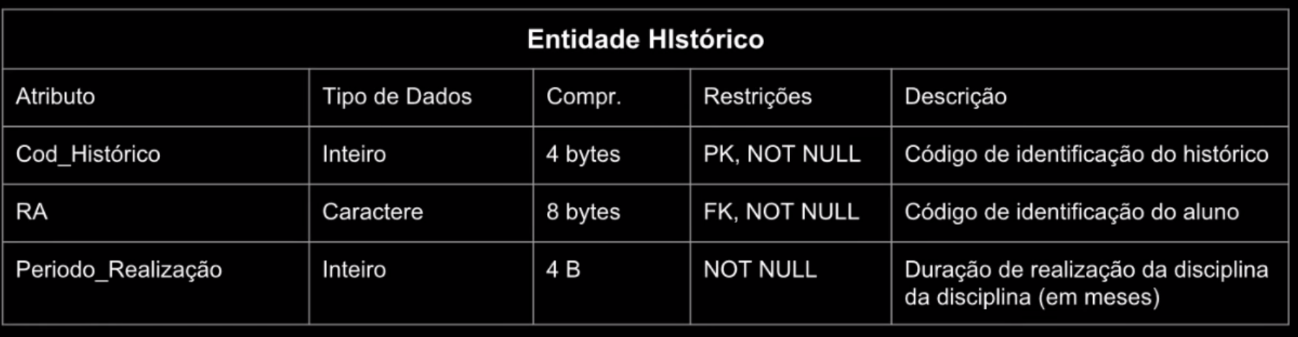 Entidade HIstórico
Atributo Tipo de Dados Compr. Restrições Descrição
Cod_Histórico Inteiro 4 bytes PK, NOT NULL Código de identificação do histórico
RA Caractere 8 bytes FK, NOT NULL Código de identificação do aluno
Periodo_Realização Inteiro 4 B NOT NULL Duração de realização da disciplina
da disciplina (em meses)